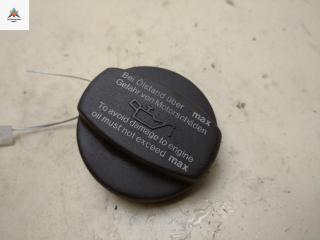 Bei Ölstand über max
Gefahr von Motorschäden
To avoid damage to engine
oil must not exceed max